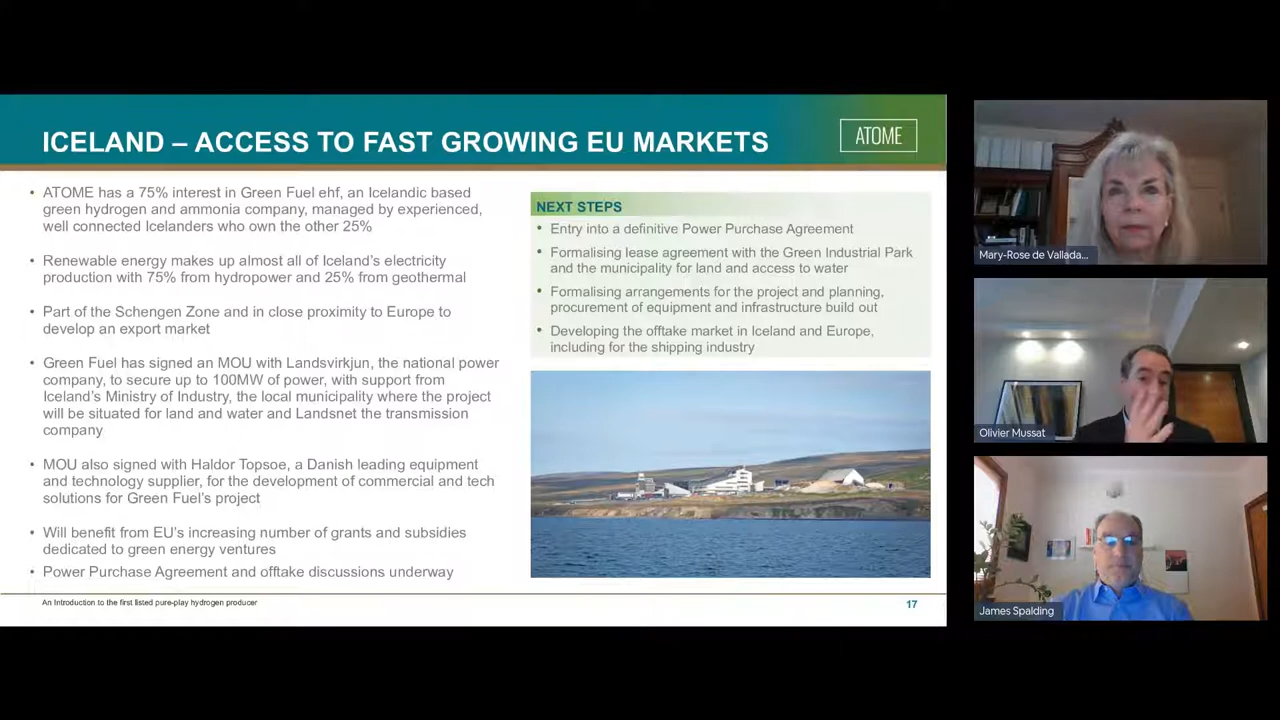 ICELAND – ACCESS TO FAST GROWING EU MARKETS
ATOME
• ATOME has a 75% interest in Green Fuel ehf, an Icelandic based
green hydrogen and ammonia company, managed by experienced,
well connected Icelanders who own the other 25%
• Renewable energy makes up almost all of Iceland's electricity
production with 75% from hydropower and 25% from geothermal
• Part of the Schengen Zone and in close proximity to Europe to
develop an export market
• Green Fuel has signed an MOU with Landsvirkjun, the national power
company, to secure up to 100MW of power, with support from
Iceland's Ministry of Industry, the local municipality where the project
will be situated for land and water and Landsnet the transmission
company
• MOU also signed with Haldor Topsoe, a Danish leading equipment
and technology supplier, for the development of commercial and tech
solutions for Green Fuel's project
• Will benefit from EU's increasing number of grants and subsidies
dedicated to green energy ventures
• Power Purchase Agreement and offtake discussions underway
NEXT STEPS
• Entry into a definitive Power Purchase Agreement
• Formalising lease agreement with the Green Industrial Park
and the municipality for land and access to water
• Formalising arrangements for the project and planning,
procurement of equipment and infrastructure build out
• Developing the offtake market in Iceland and Europe,
including for the shipping industry
An Introduction to the first listed pure-play hydrogen producer
17
Mary-Rose de Vallada...
Olivier Mussat
James Spalding